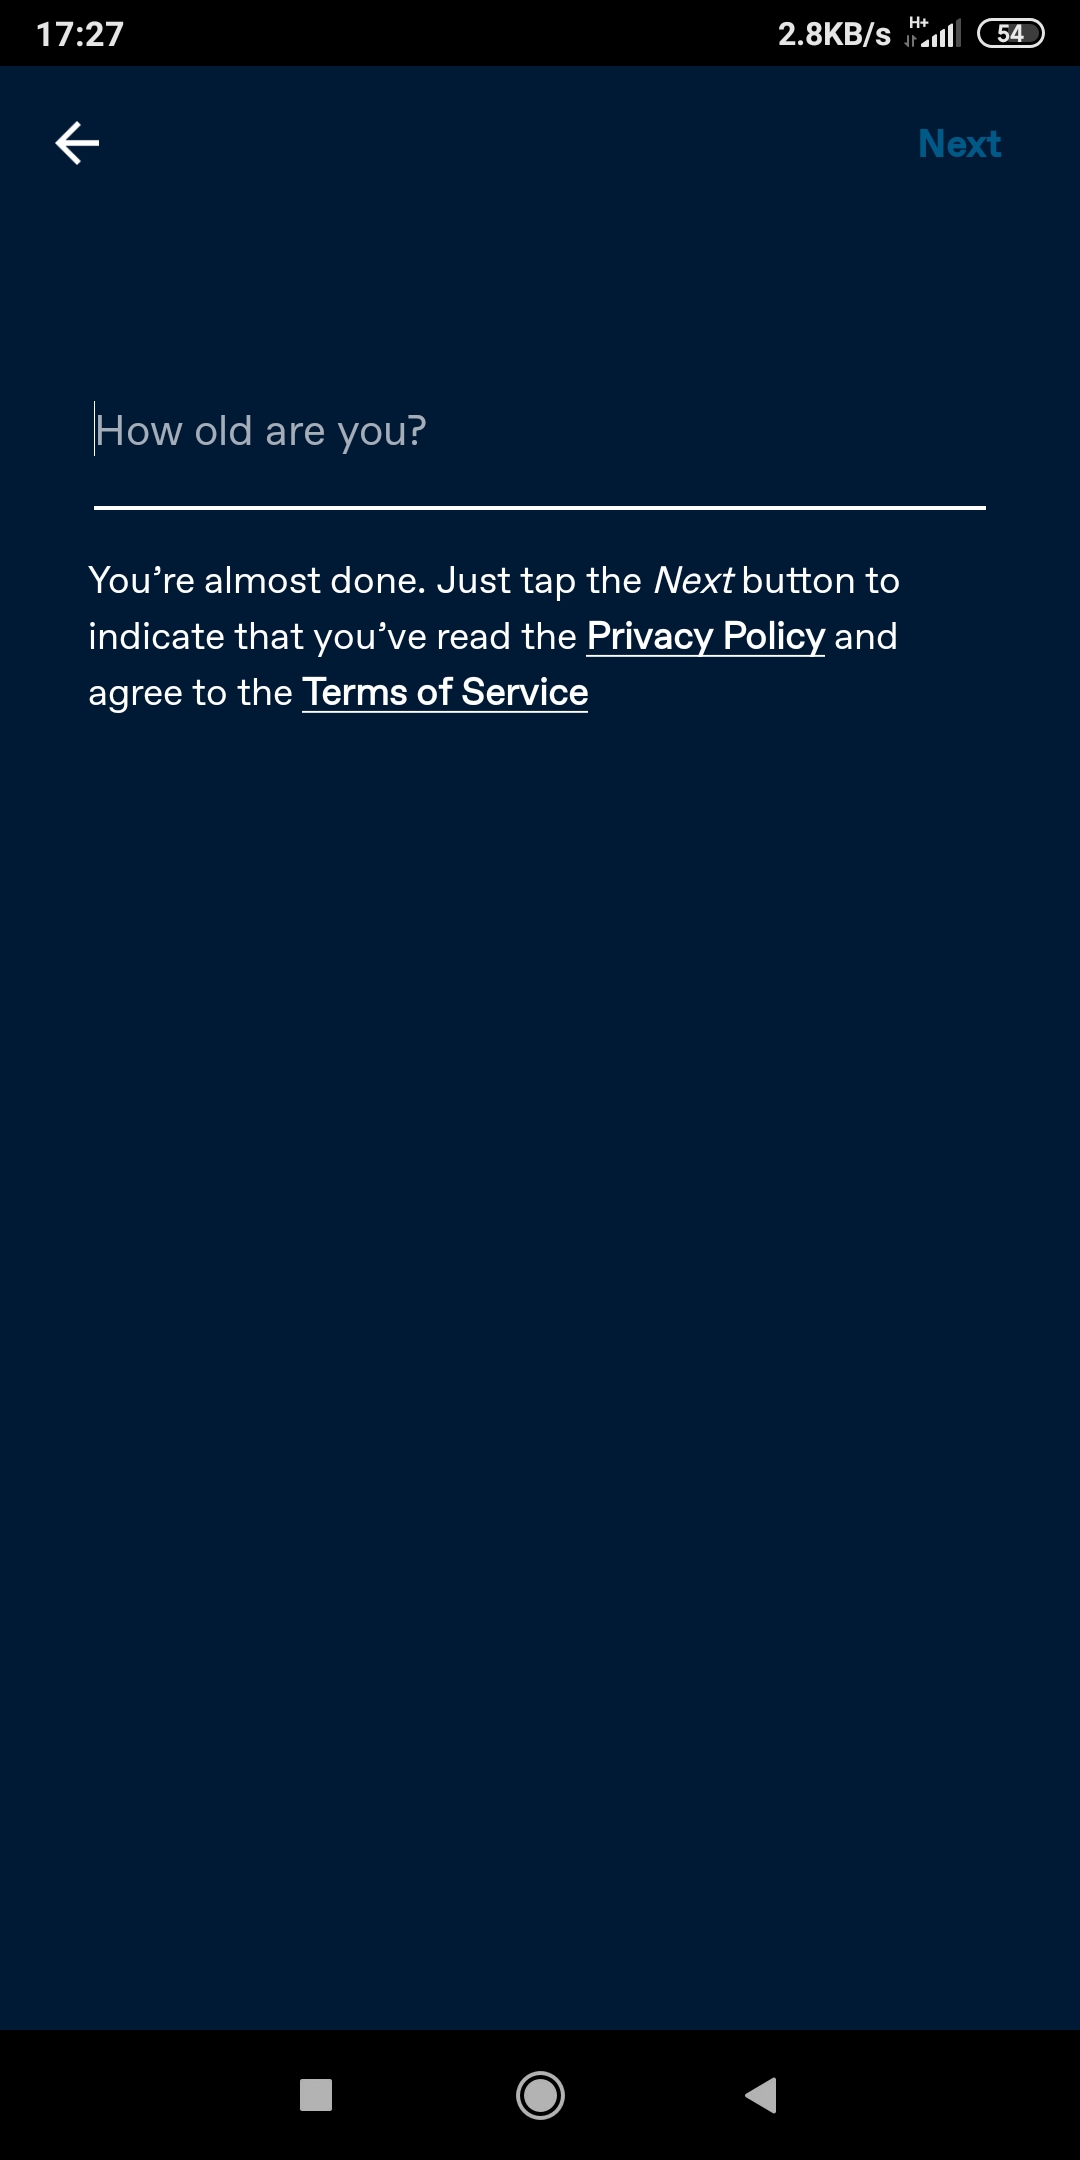 17:27
2.8KB/s H+ 54
Next
How old are you?
You’re almost done. Just tap the Next button to
indicate that you’ve read the Privacy Policy and
agree to the Terms of Service